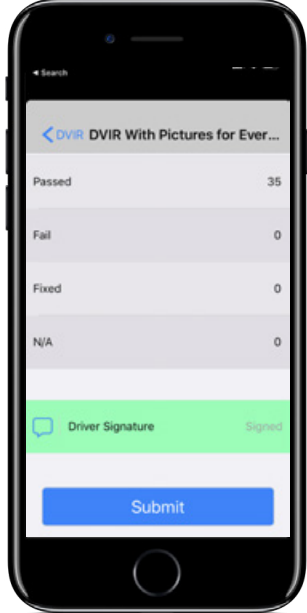 ◀ Search
DVIR DVIR With Pictures for Ever...
Passed 35
Fail 0
Fixed 0
N/A 0
Driver Signature Signed
Submit